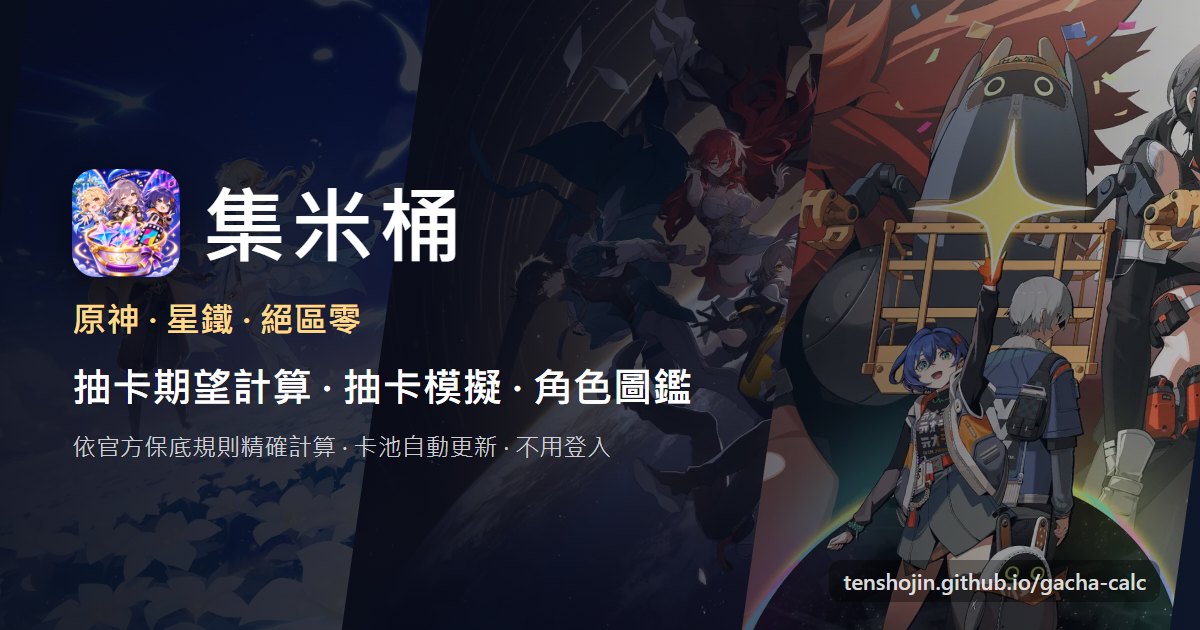 集米桶
原神 · 星鐵 · 絕區零
抽卡期望計算 · 抽卡模擬 · 角色圖鑑
依官方保底規則精確計算 · 卡池自動更新 · 不用登入
tenshojin.github.io/gacha-calc